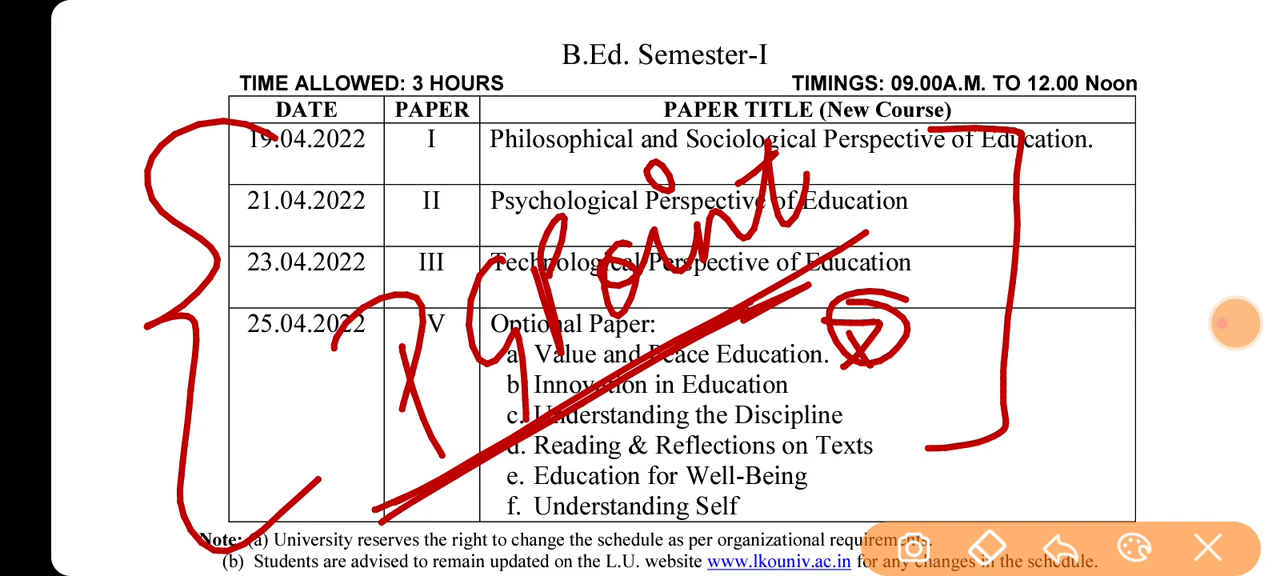 B.Ed. Semester-I
TIME ALLOWED: 3 HOURS TIMINGS: 09.00A.M. TO 12.00 Noon
DATE PAPER PAPER TITLE (New Course)
19.04.2022 I Philosophical and Sociological Perspective of Education.
21.04.2022 II Psychological Perspective of Education
23.04.2022 III Technological Perspective of Education
25.04.2022 IV Optional Paper:
a. Value and Peace Education.
b. Innovation in Education
c. Understanding the Discipline
d. Reading & Reflections on Texts
e. Education for Well-Being
f. Understanding Self
Note: (a) University reserves the right to change the schedule as per organizational requirements.
(b) Students are advised to remain updated on the L.U. website www.lkouniv.ac.in for any changes in the schedule.
Point